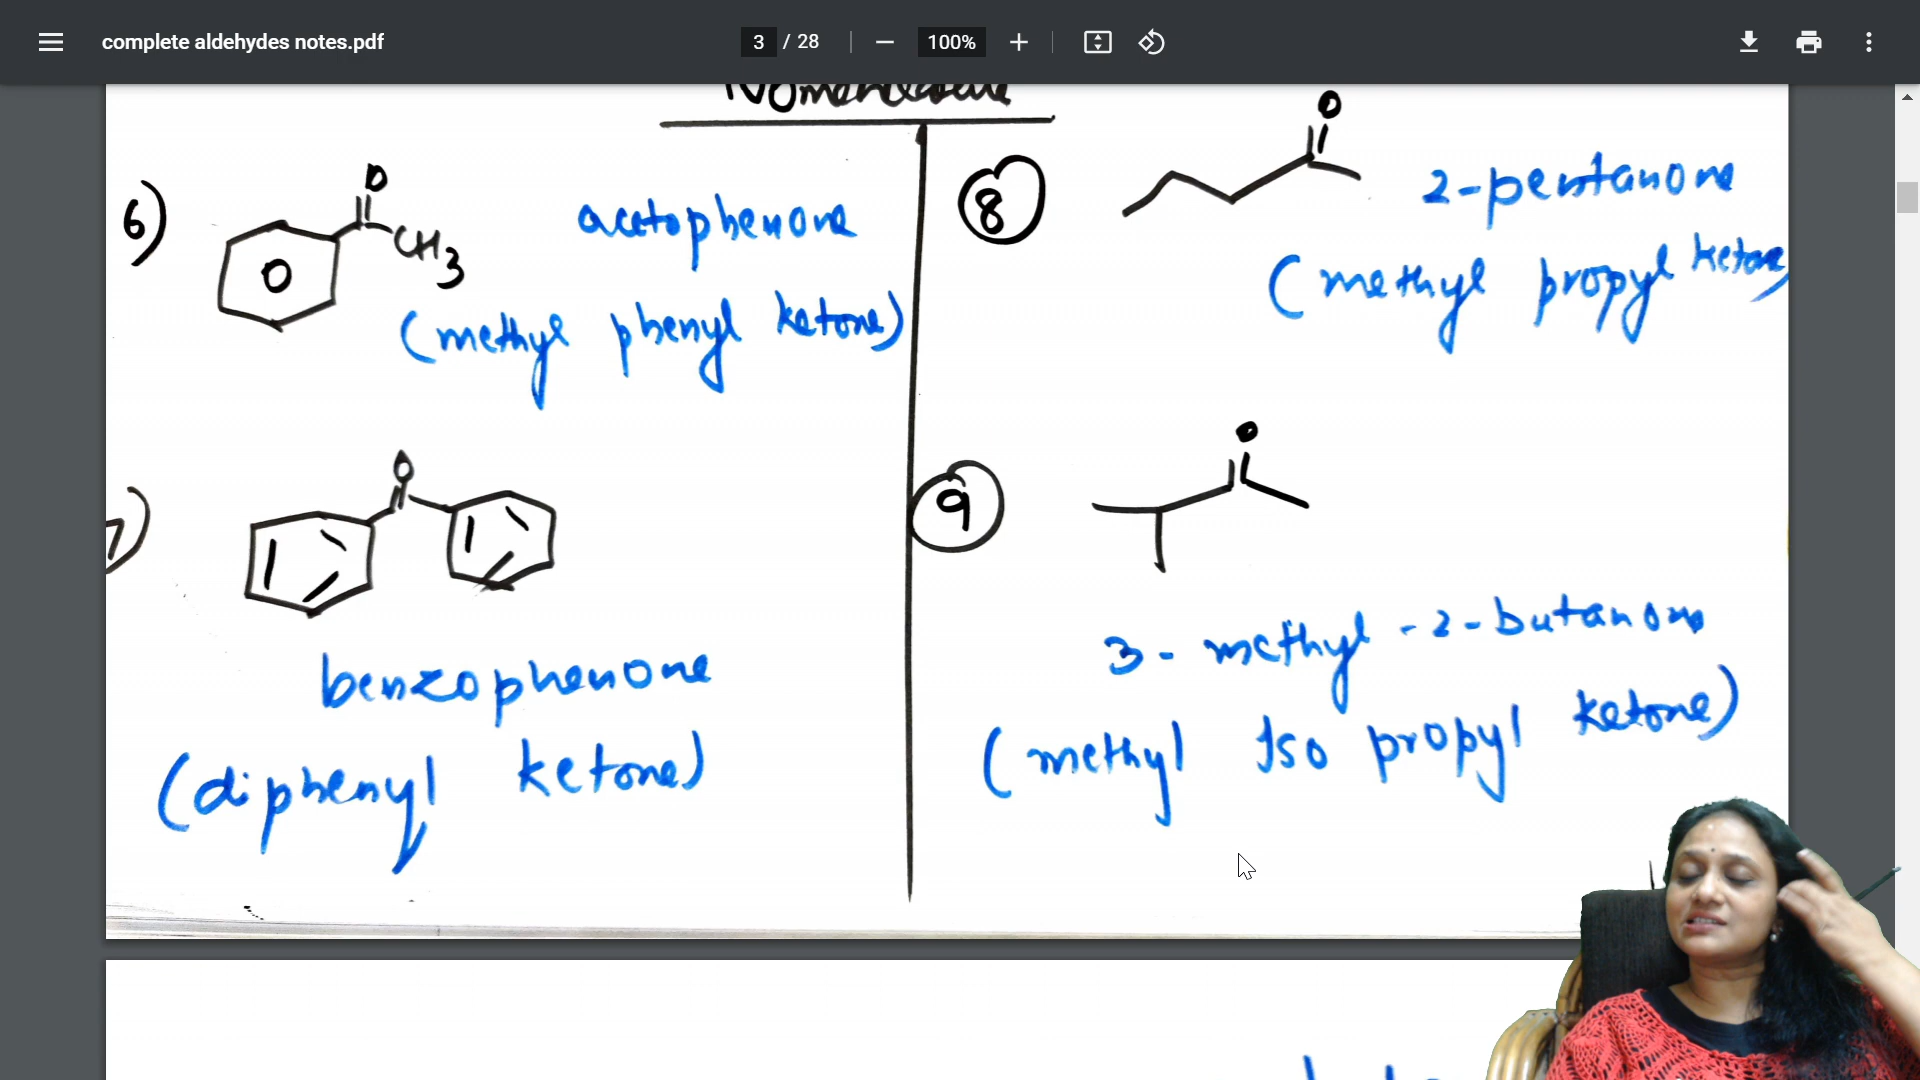 complete aldehydes notes.pdf
3 / 28
100%
Nomenclature
6)
O
CH3
O
acetophenone
(methyl phenyl ketone)
7)
O
benzophenone
(diphenyl ketone)
8
O
2-pentanone
(methyl propyl ketone)
9
O
3-methyl-2-butanone
(methyl Iso propyl ketone)